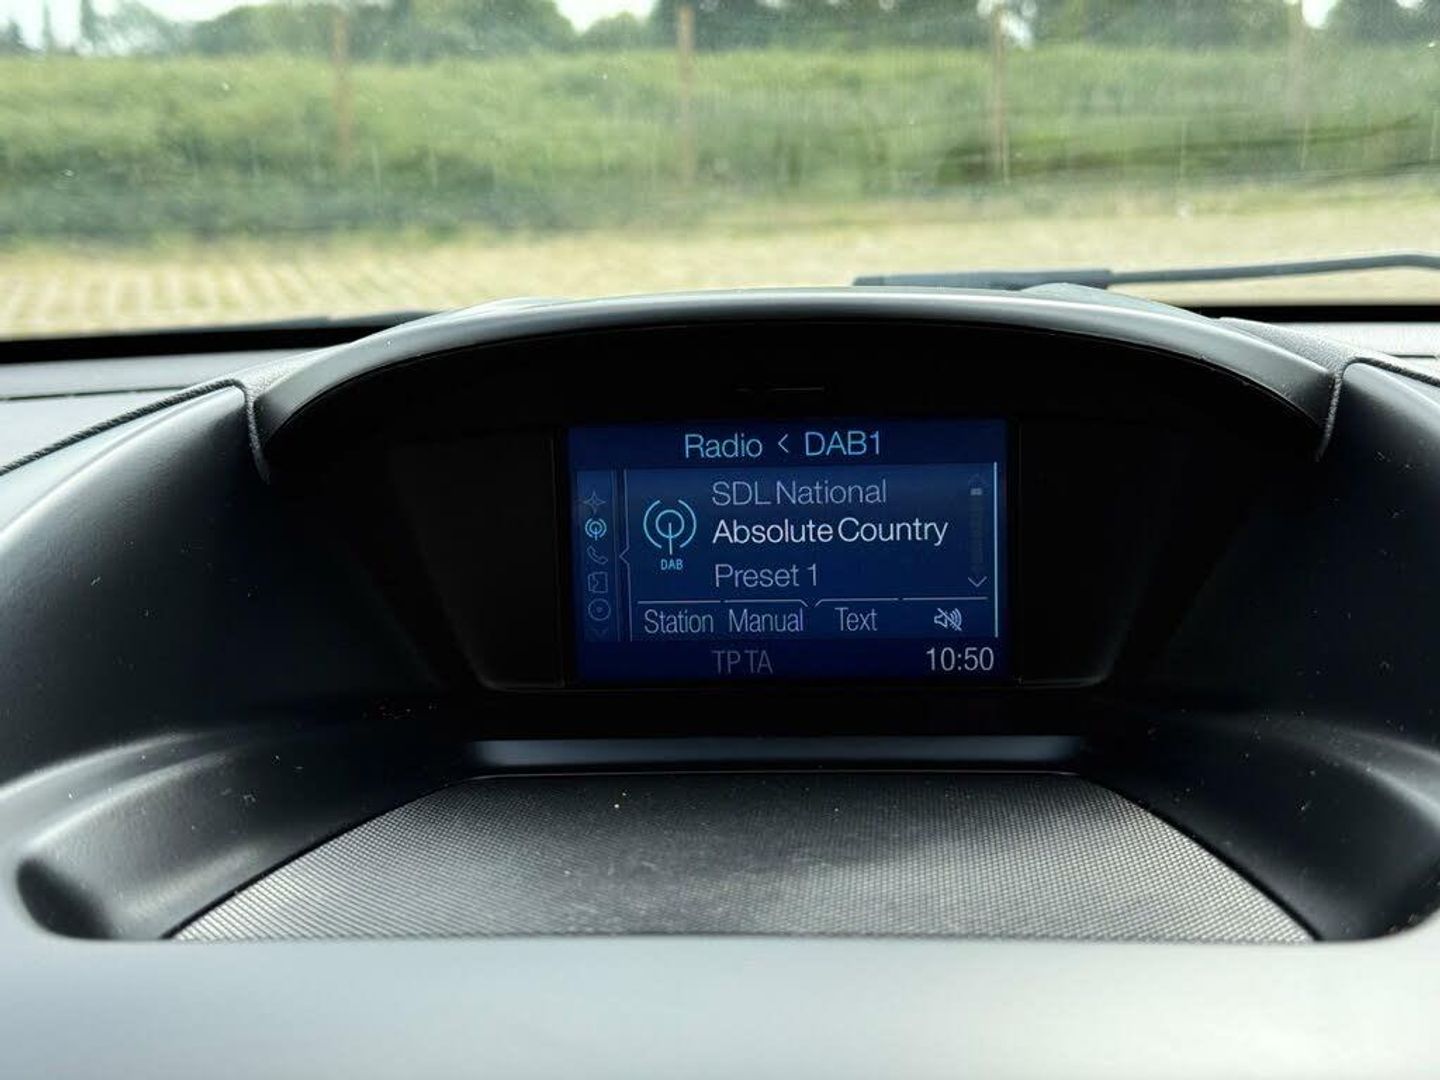 Radio < DAB1
SDL National
Absolute Country
DAB
Preset 1
Station Manual Text
TP TA 10:50